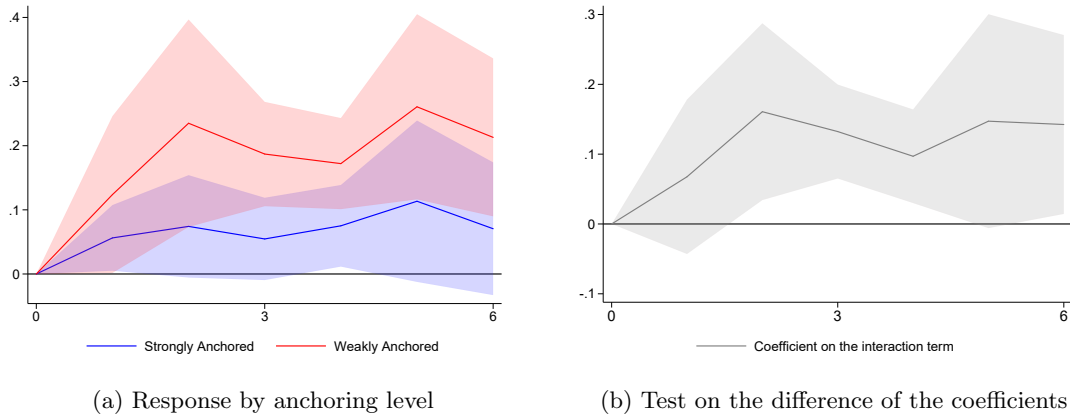 .4
.3
.2
.1
0
0 3 6
Strongly Anchored Weakly Anchored
(a) Response by anchoring level
.3
.2
.1
0
-.1
0 3 6
Coefficient on the interaction term
(b) Test on the difference of the coefficients